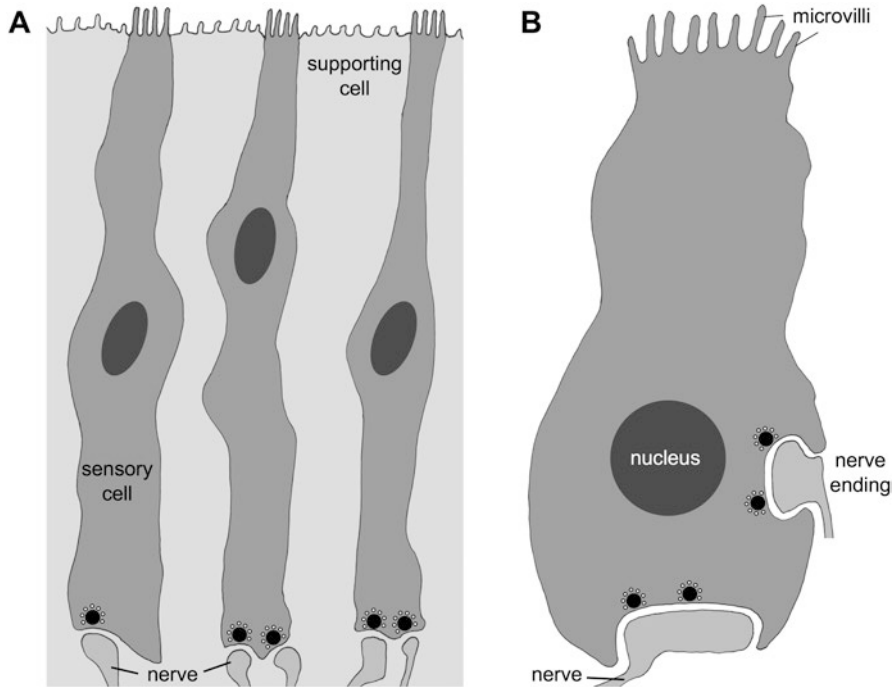 A
supporting
cell
sensory
cell
nerve
B
microvilli
nucleus
nerve
ending
nerve